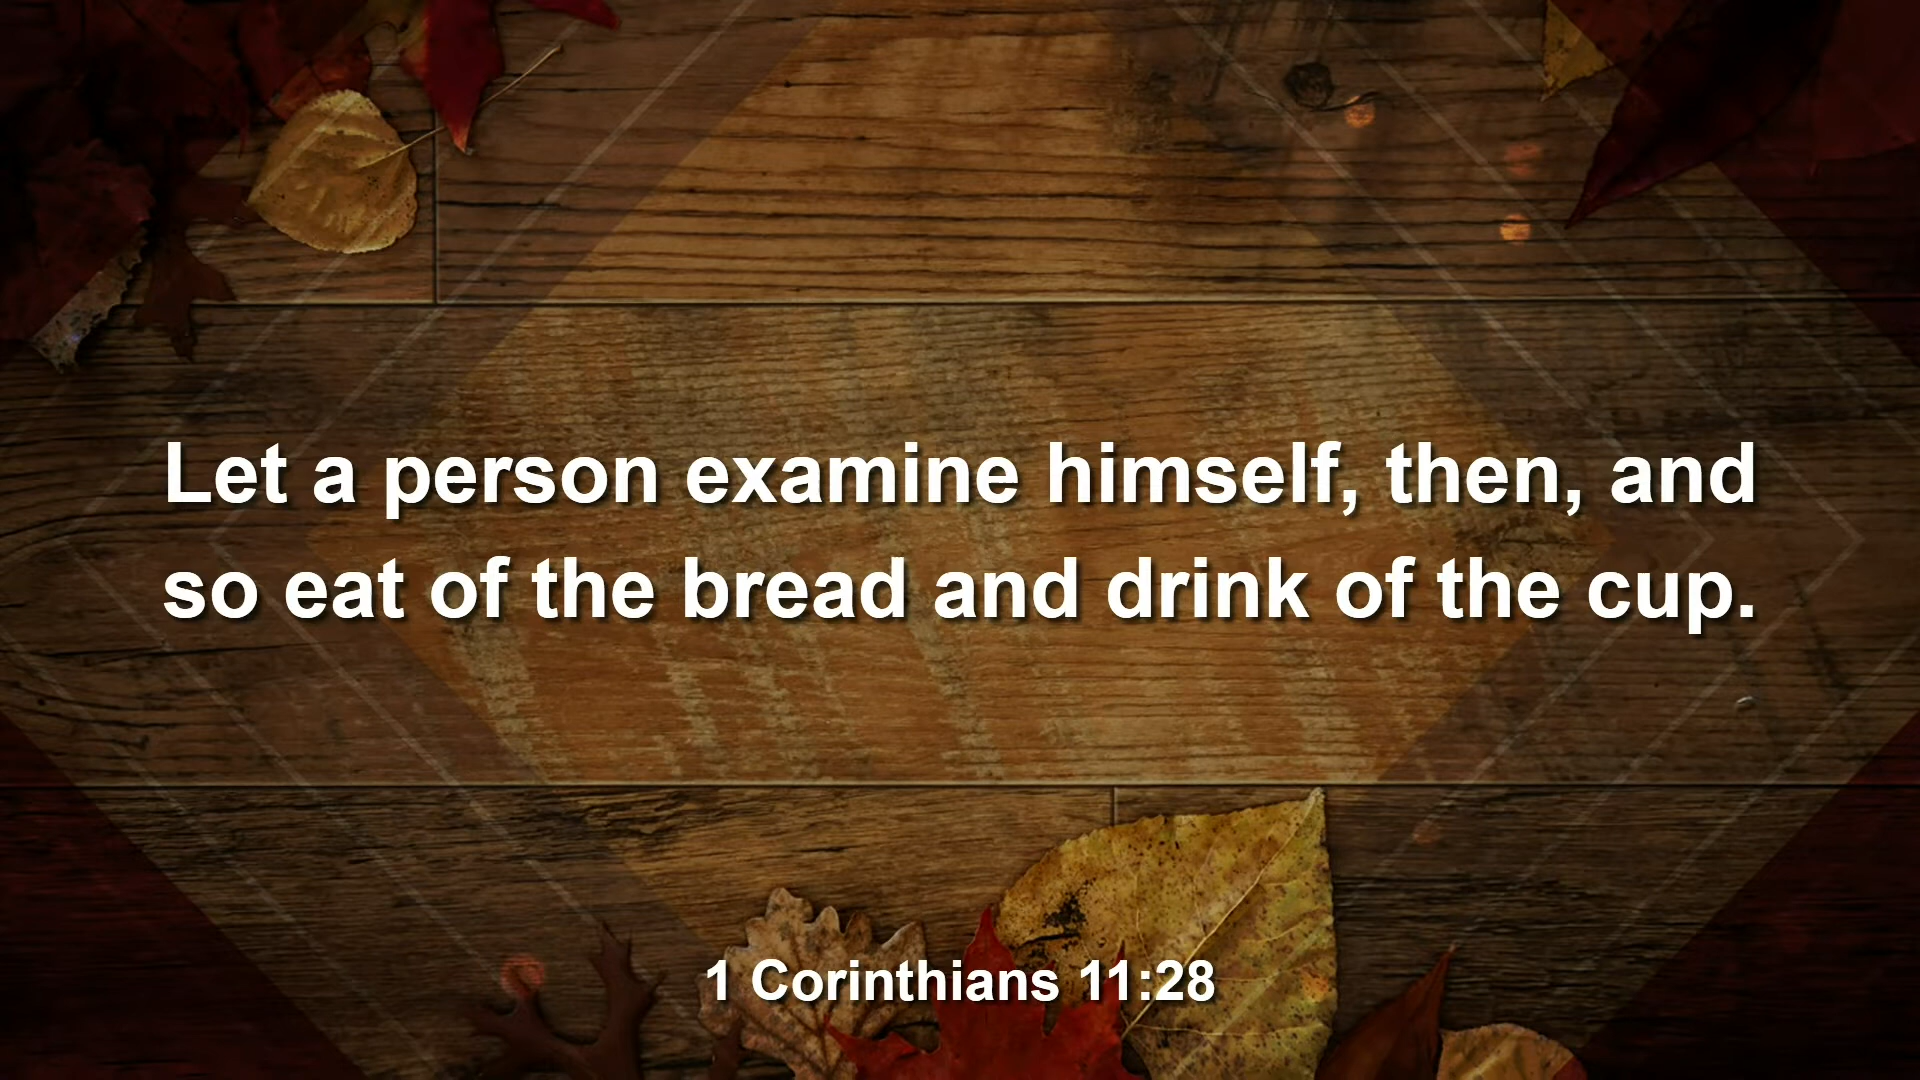 Let a person examine himself, then, and
so eat of the bread and drink of the cup.
1 Corinthians 11:28